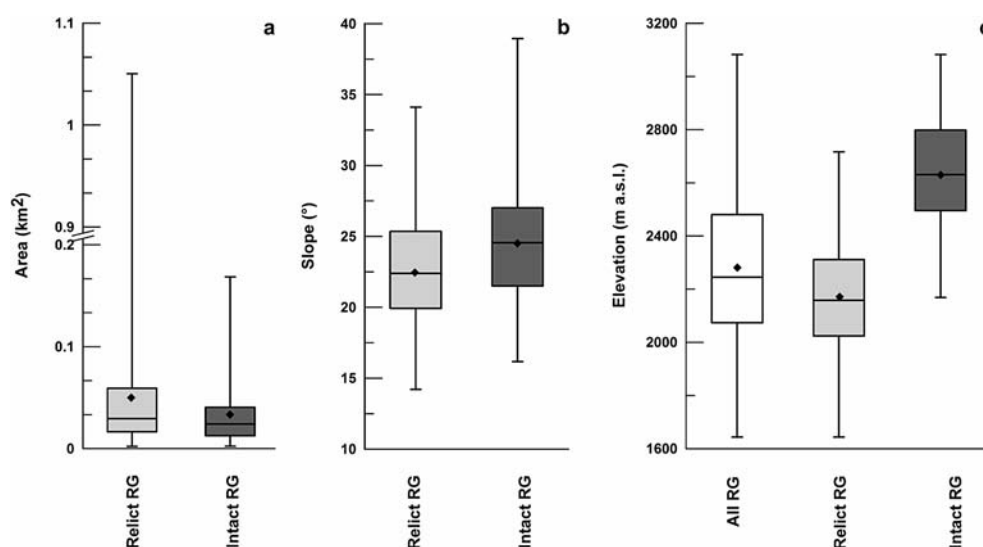 a
Area (km²)
1.1
1
0.9
0.2
0.1
0
Relict RG
Intact RG
b
Slope (°)
40
35
30
25
20
15
10
Relict RG
Intact RG
c
Elevation (m a.s.l.)
3200
2800
2400
2000
1600
All RG
Relict RG
Intact RG